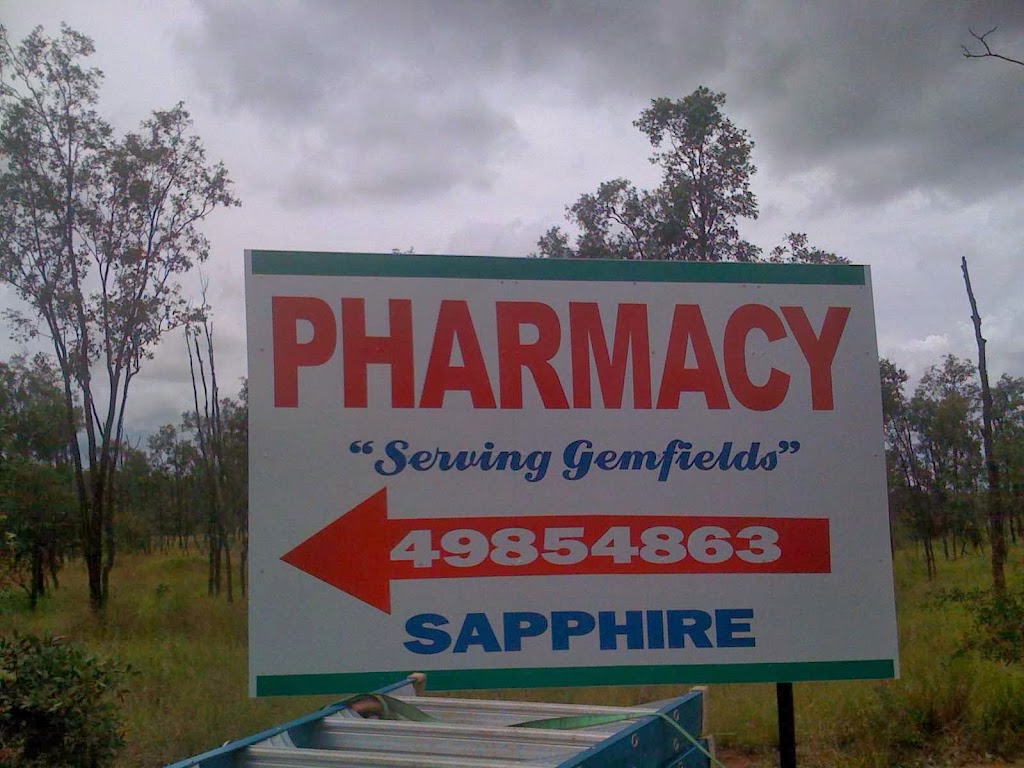 PHARMACY
“Serving Gemfields”
49854863
SAPPHIRE